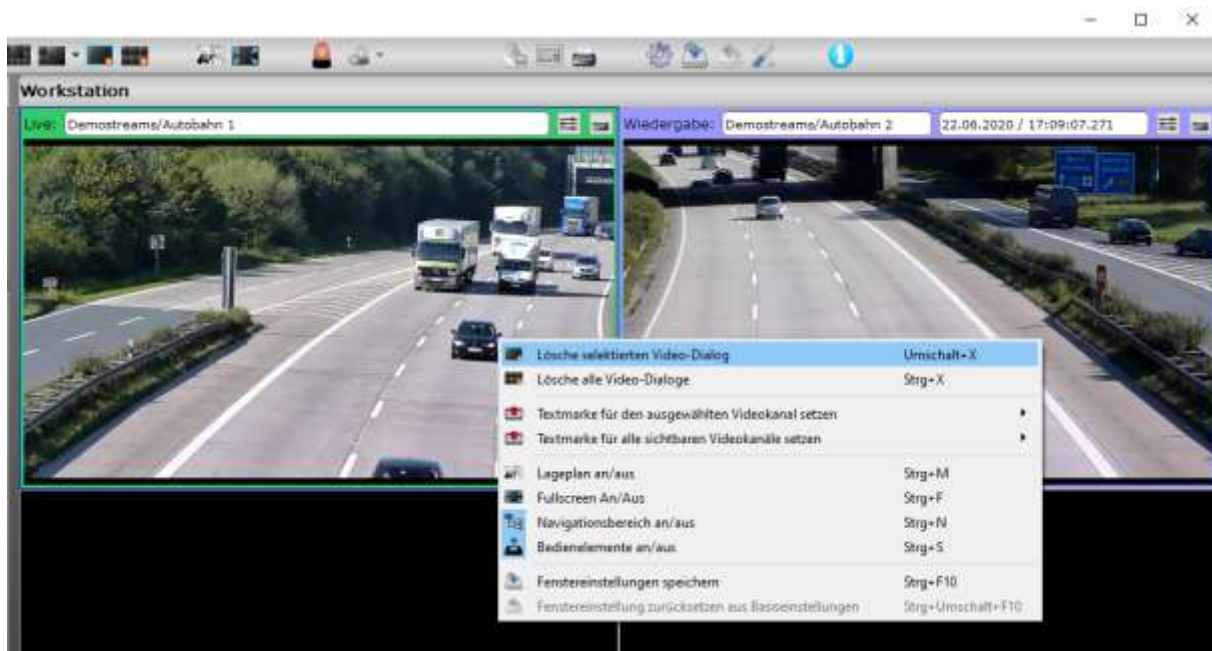 Workstation
Live: Demostreams/Autobahn 1
Wiedergabe: Demostreams/Autobahn 2 22.06.2020 / 17:09:07.271
Lösche selektierten Video-Dialog Umschalt+X
Lösche alle Video-Dialoge Strg+X
Textmarke für den ausgewählten Videokanal setzen
Textmarke für alle sichtbaren Videokanäle setzen
Lageplan an/aus Strg+M
Fullscreen An/Aus Strg+F
Navigationsbereich an/aus Strg+N
Bedienelemente an/aus Strg+S
Fenstereinstellungen speichern Strg+F10
Fenstereinstellung zurücksetzen aus Basiseinstellungen Strg+Umschalt+F10